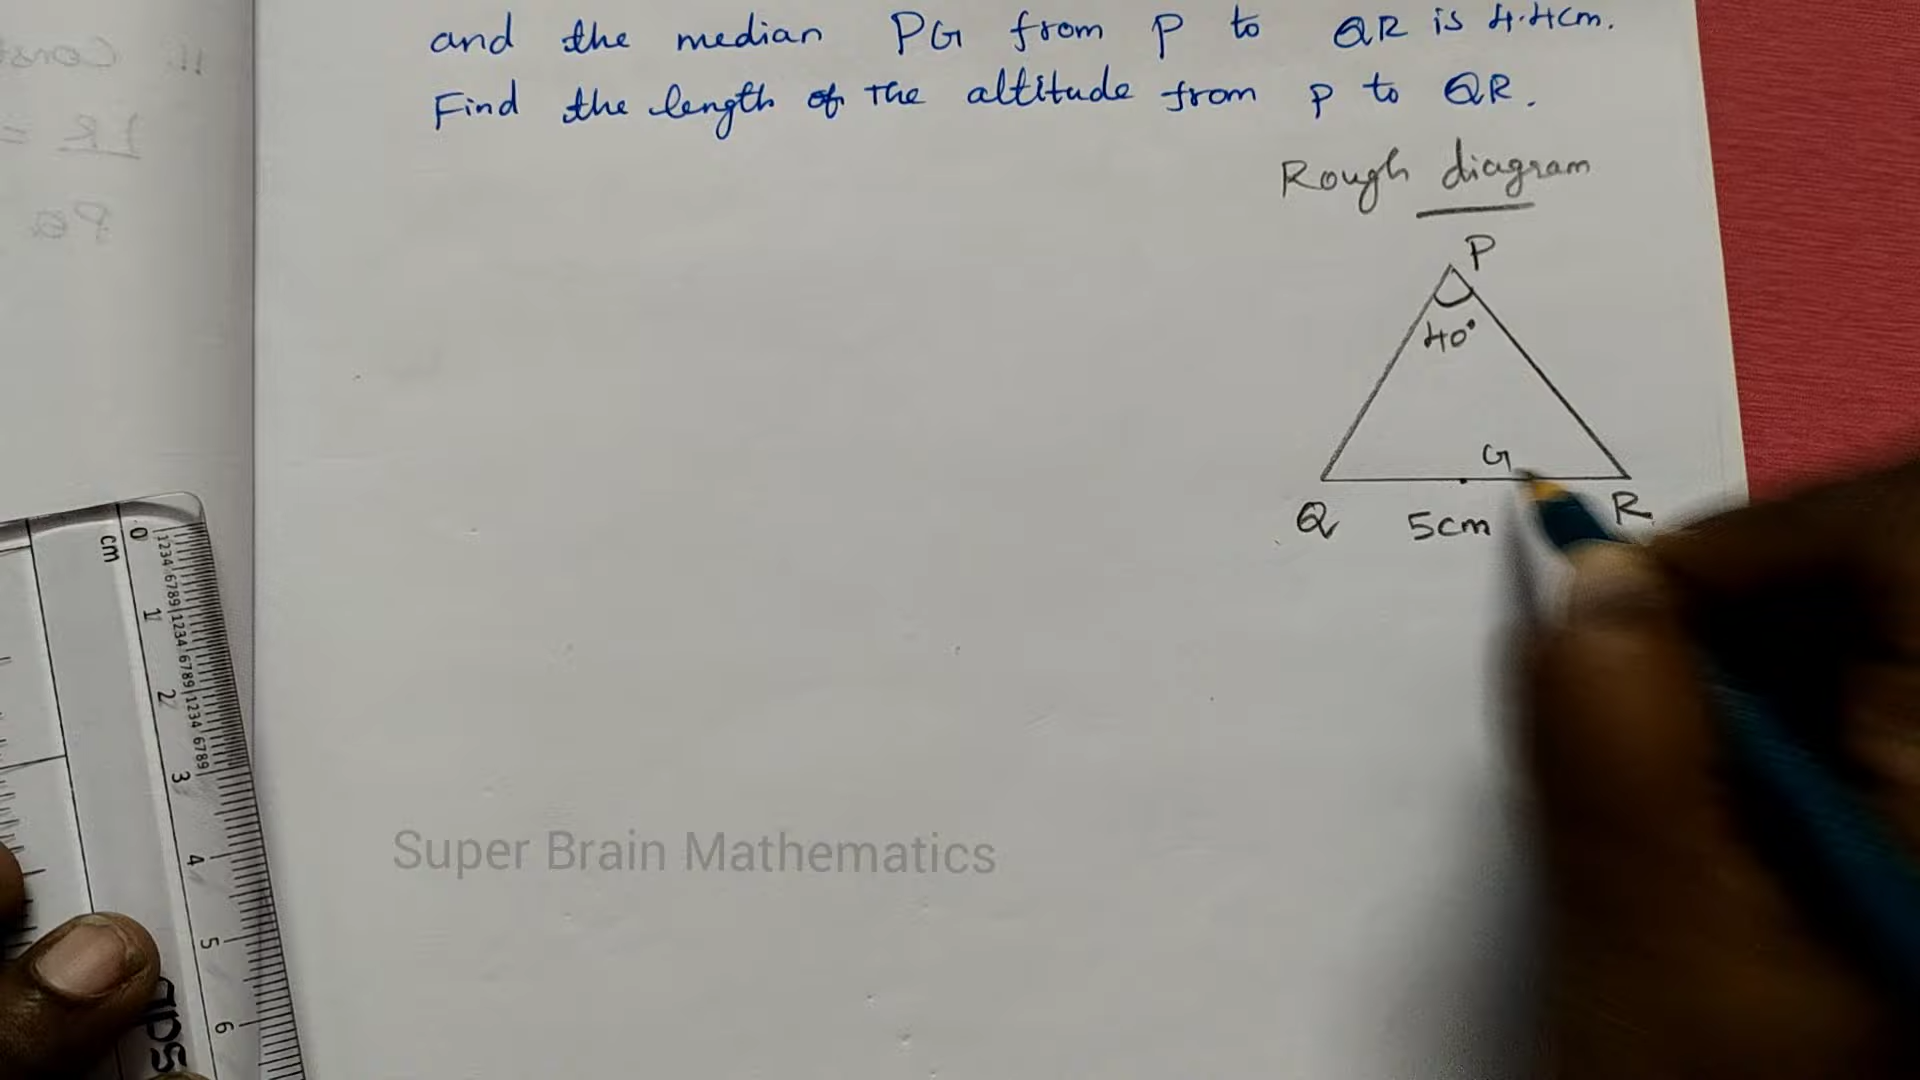 and the median PG from P to QR is 4.4cm.
Find the length of the altitude from P to QR.
Rough diagram
P
40°
G
Q 5cm R
Super Brain Mathematics
cm
0
1
2
3
4
5
6